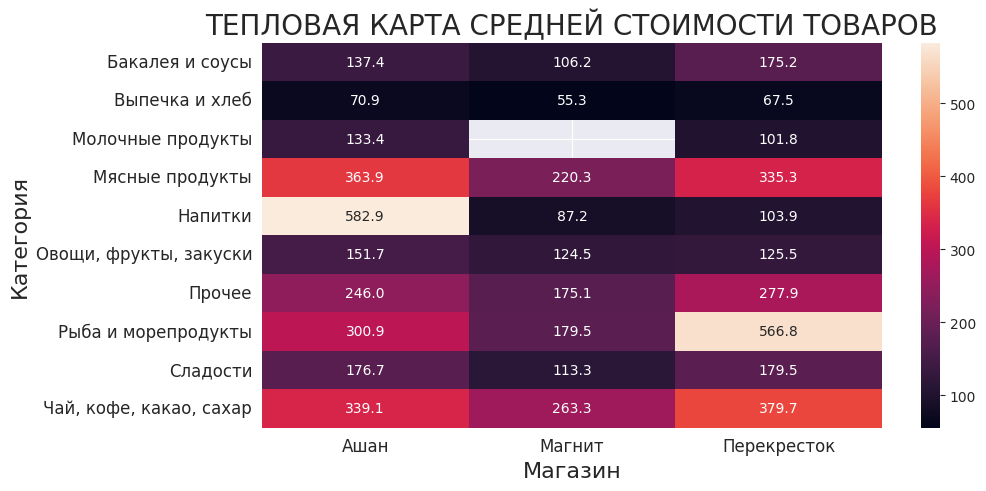 ТЕПЛОВАЯ КАРТА СРЕДНЕЙ СТОИМОСТИ ТОВАРОВ
Категория
Бакалея и соусы 137.4 106.2 175.2
Выпечка и хлеб 70.9 55.3 67.5
Молочные продукты 133.4 101.8
Мясные продукты 363.9 220.3 335.3
Напитки 582.9 87.2 103.9
Овощи, фрукты, закуски 151.7 124.5 125.5
Прочее 246.0 175.1 277.9
Рыба и морепродукты 300.9 179.5 566.8
Сладости 176.7 113.3 179.5
Чай, кофе, какао, сахар 339.1 263.3 379.7
Ашан Магнит Перекресток
Магазин
500
400
300
200
100